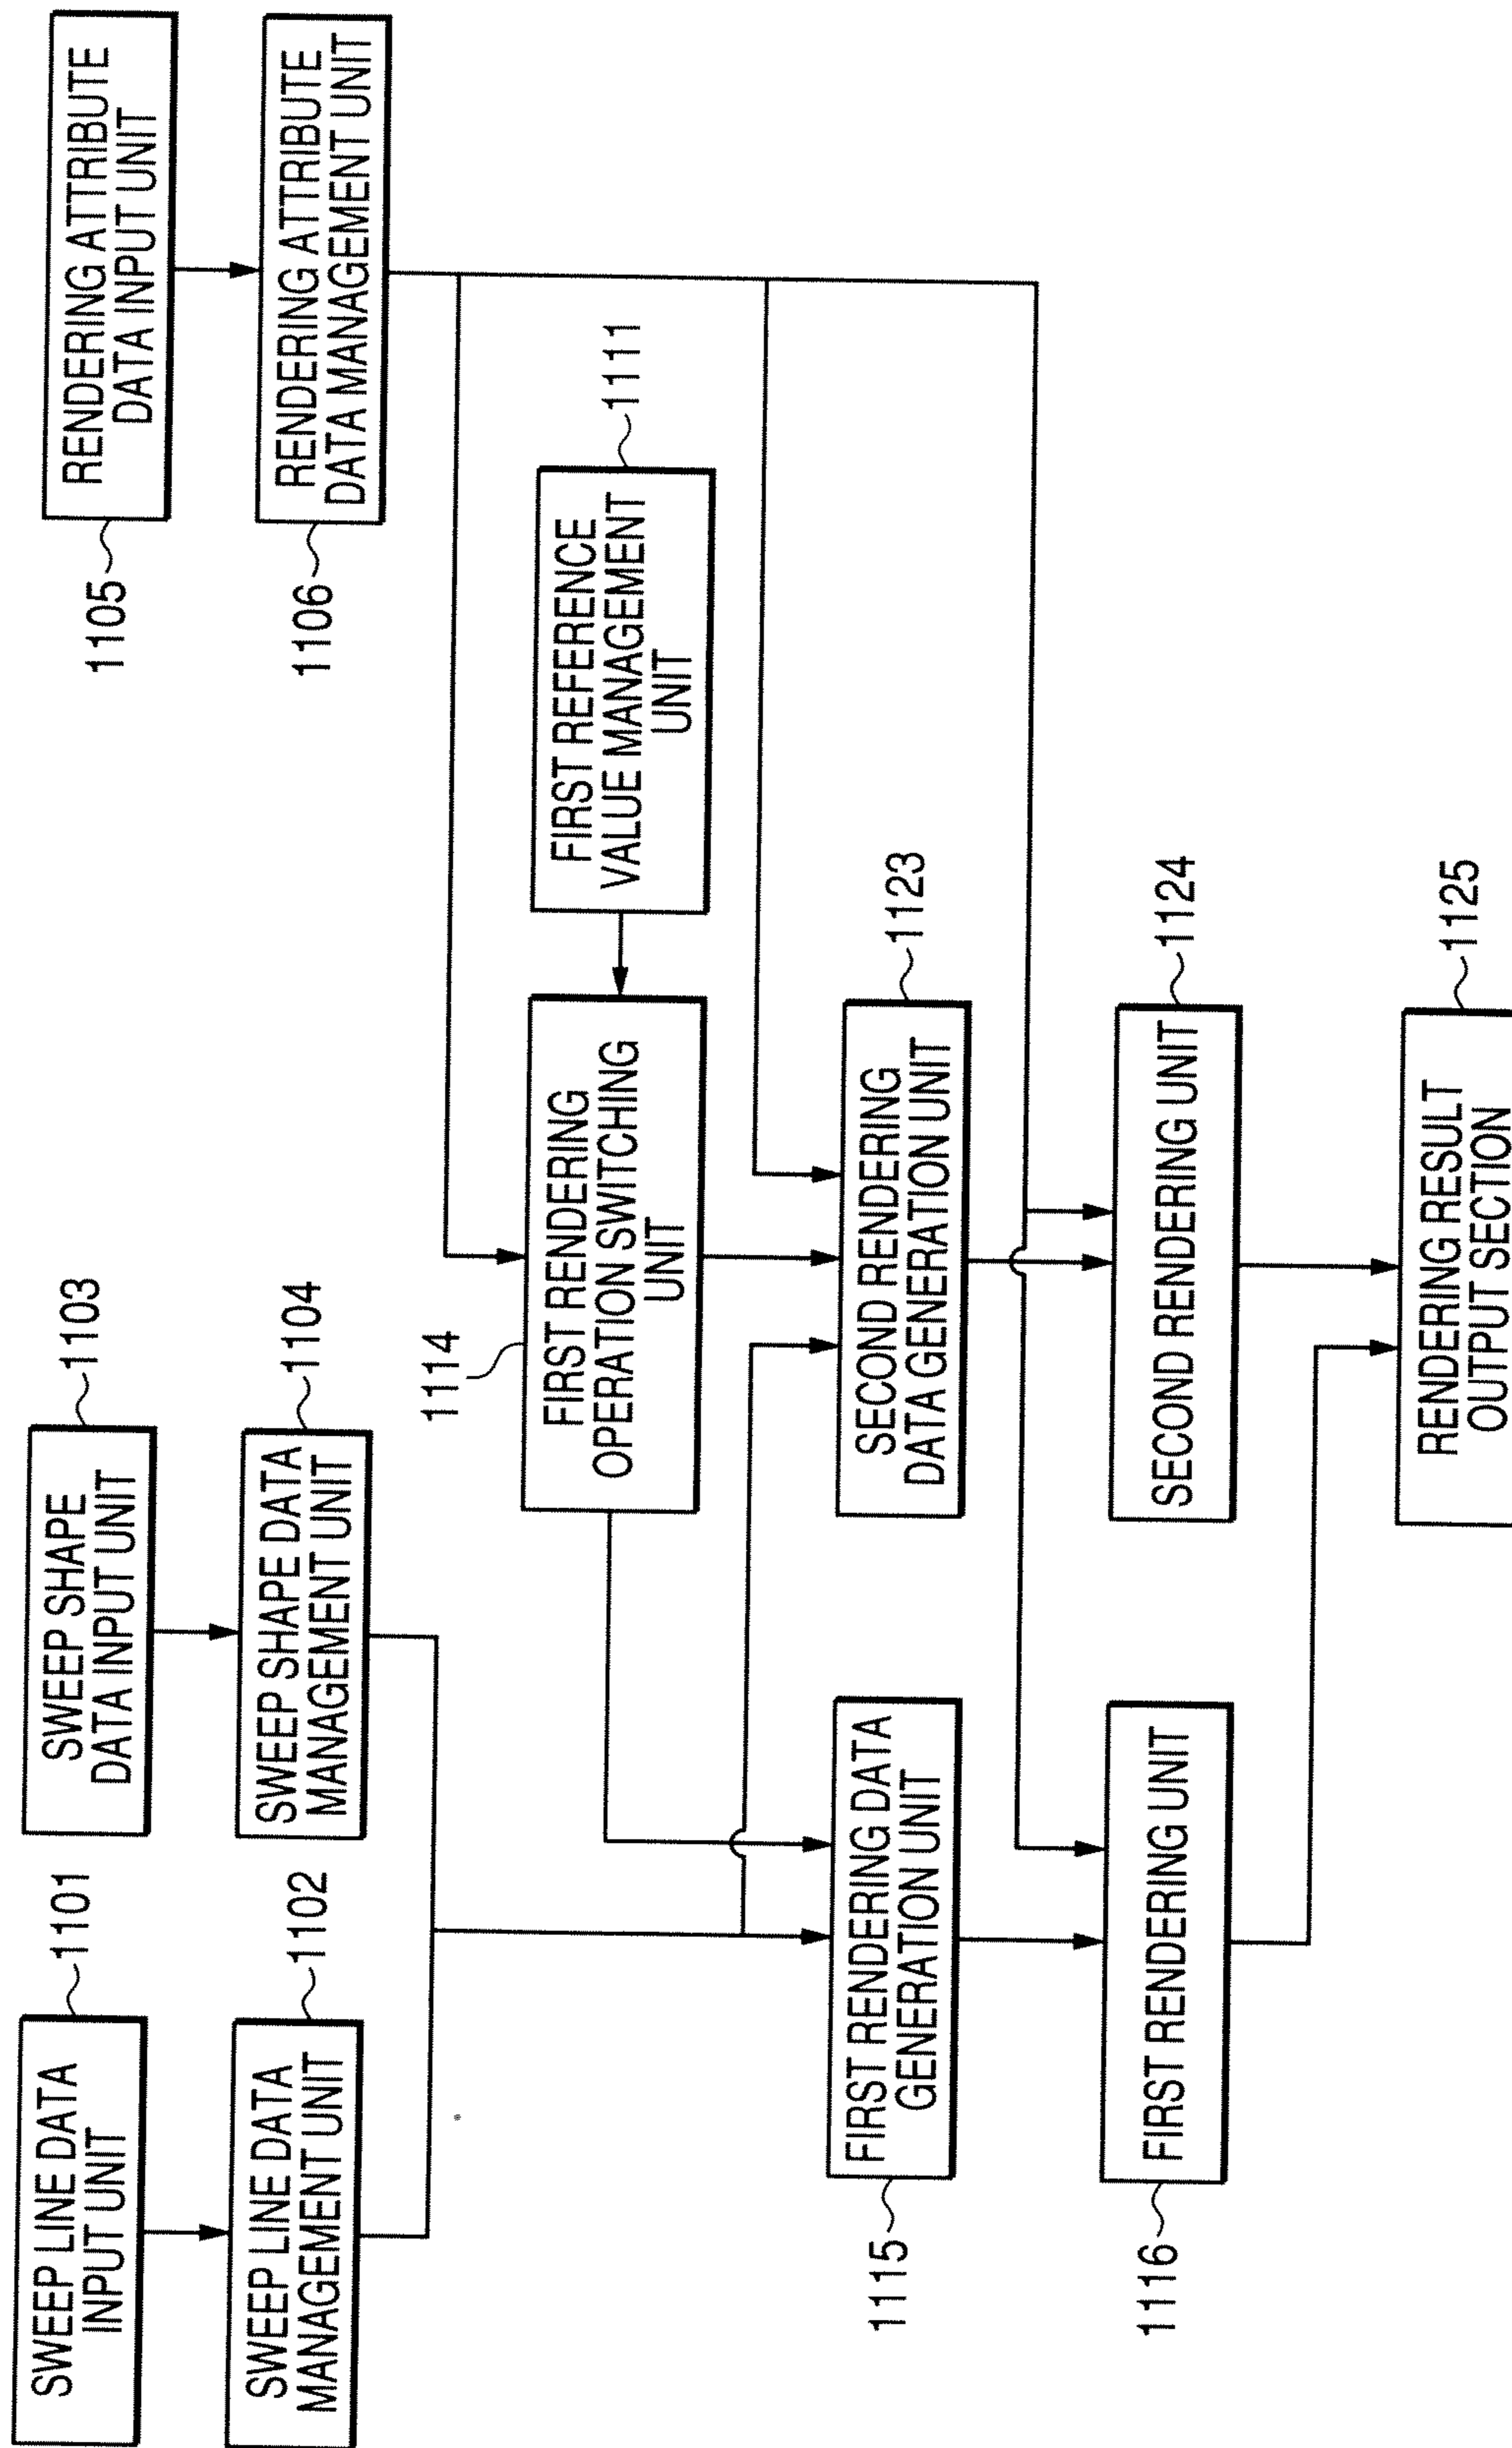 1101
SWEEP LINE DATA
INPUT UNIT
1103
SWEEP SHAPE
DATA INPUT UNIT
1105
RENDERING ATTRIBUTE
DATA INPUT UNIT
1102
SWEEP LINE DATA
MANAGEMENT UNIT
1104
SWEEP SHAPE DATA
MANAGEMENT UNIT
1106
RENDERING ATTRIBUTE
DATA MANAGEMENT UNIT
1114
FIRST RENDERING
OPERATION SWITCHING
UNIT
1111
FIRST REFERENCE
VALUE MANAGEMENT
UNIT
1115
FIRST RENDERING DATA
GENERATION UNIT
1123
SECOND RENDERING
DATA GENERATION UNIT
1116
FIRST RENDERING UNIT
1124
SECOND RENDERING UNIT
1125
RENDERING RESULT
OUTPUT SECTION